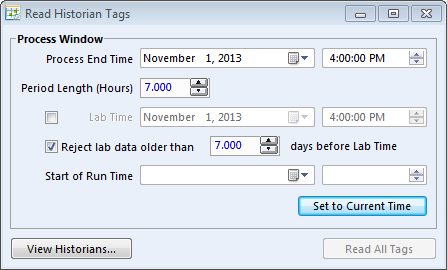 Read Historian Tags
Process Window
Process End Time November 1, 2013 4:00:00 PM
Period Length (Hours) 7.000
Lab Time November 1, 2013 4:00:00 PM
Reject lab data older than 7.000 days before Lab Time
Start of Run Time
Set to Current Time
View Historians... Read All Tags